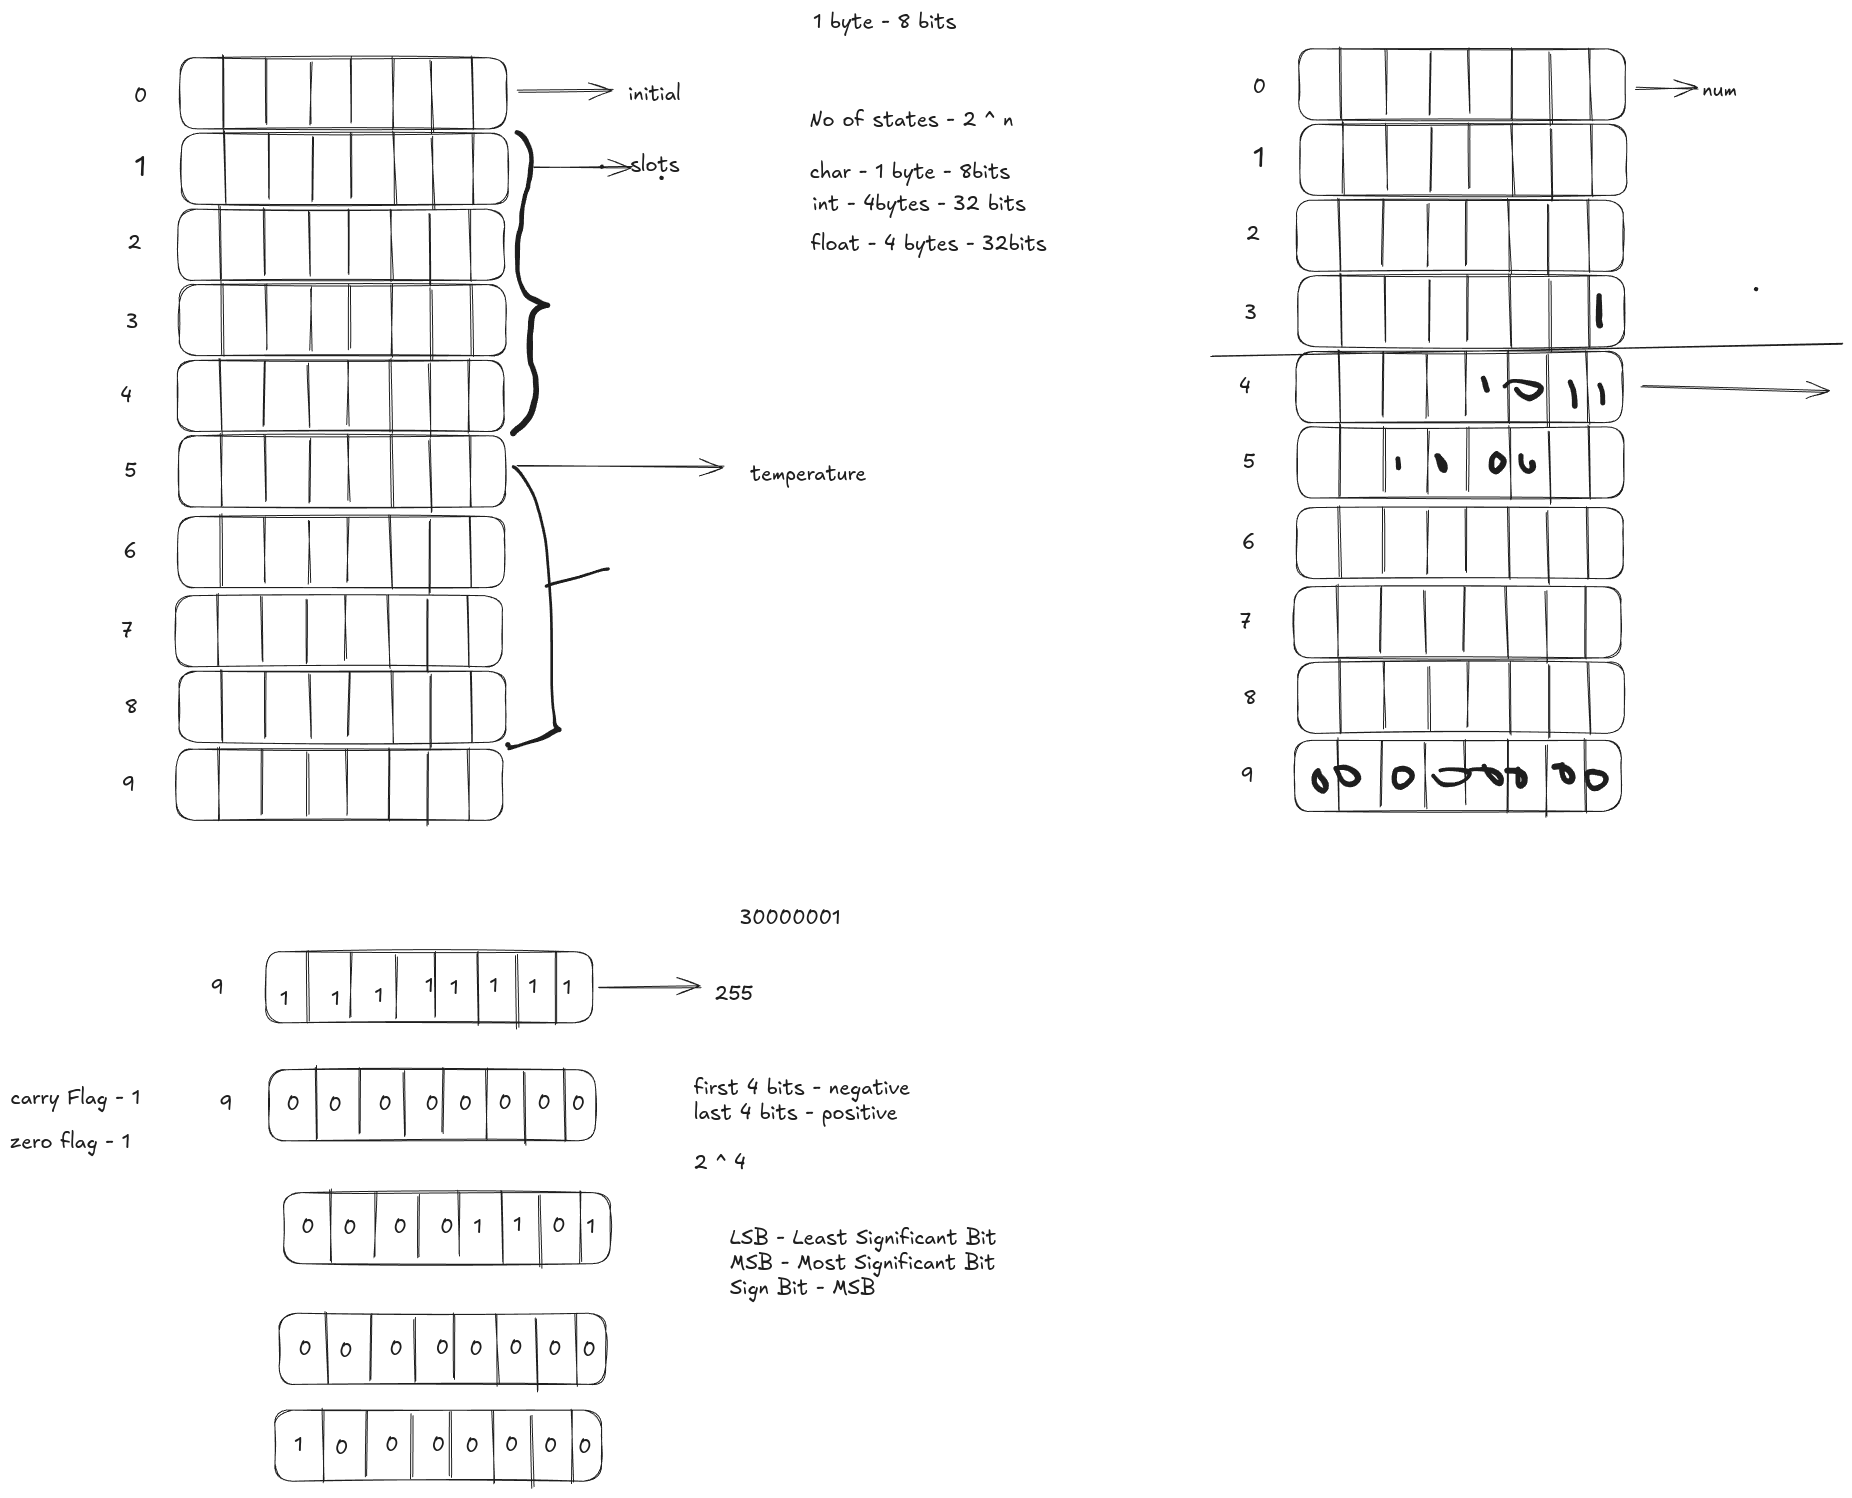 1 byte - 8 bits
0
initial
No of states - 2 ^ n
1
slots
char - 1 byte - 8bits
int - 4bytes - 32 bits
2
float - 4 bytes - 32bits
3
4
5
temperature
6
7
8
9
0
num
1
2
3
1
4
1 0 1 1
5
1 0 0 0
6
7
8
9
0 0 0 0 0 0 0 0
30000001
9
1 1 1 1 1 1 1 1
255
carry Flag - 1
zero flag - 1
9
0 0 0 0 0 0 0 0
first 4 bits - negative
last 4 bits - positive
2 ^ 4
0 0 0 0 1 1 0 1
LSB - Least Significant Bit
MSB - Most Significant Bit
Sign Bit - MSB
0 0 0 0 0 0 0 0
1 0 0 0 0 0 0 0